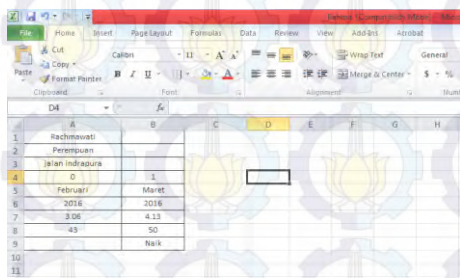 File Home Insert Page Layout Formulas Data Review View Add-Ins Acrobat
Cut Calibri 11 A A Wrap Text General
Copy
Paste Format Painter B I U A Merge & Center $ %
Clipboard Font Alignment
D4 fx
A B C D E F G H
1 Rachmawati
2 Perempuan
3 Jalan Indrapura
4 0 1
5 Februari Maret
6 2016 2016
7 3.06 4.13
8 43 50
9 Naik
10
11